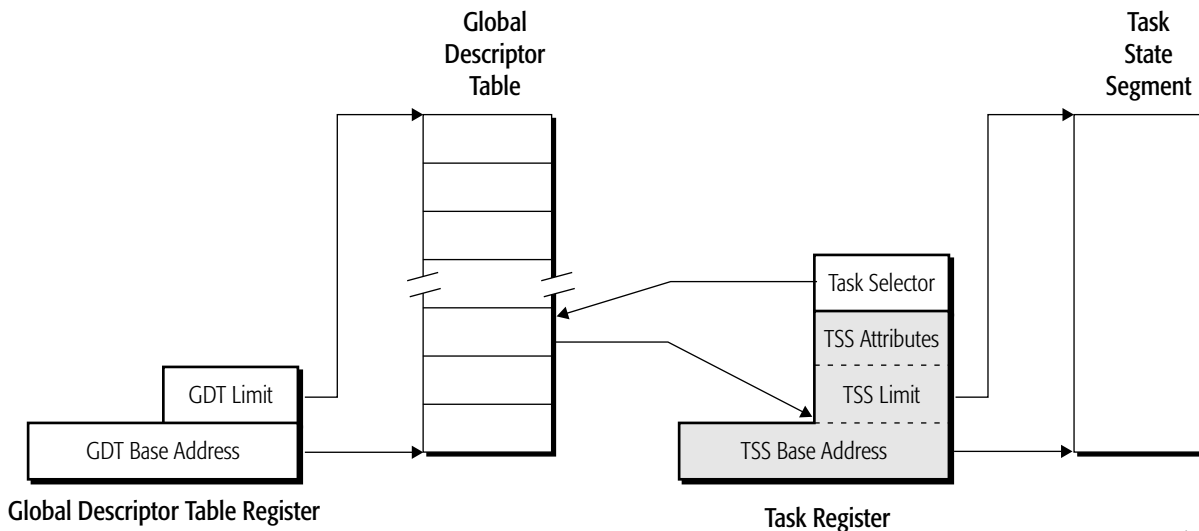 Global
Descriptor
Table
Task
State
Segment
Task Selector
TSS Attributes
GDT Limit
TSS Limit
GDT Base Address
TSS Base Address
Global Descriptor Table Register
Task Register